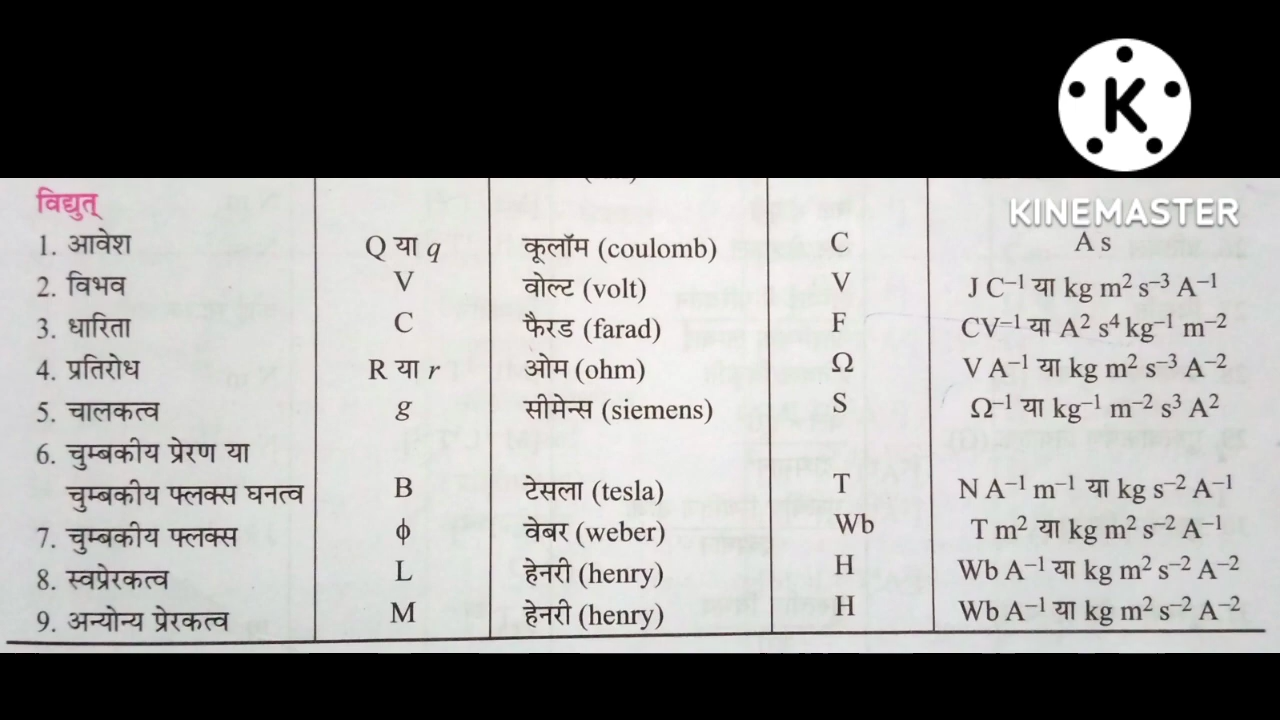 K
KINEMASTER
विद्युत्
1. आवेश Q या q कूलॉम (coulomb) C A s
2. विभव V वोल्ट (volt) V J C⁻¹ या kg m² s⁻³ A⁻¹
3. धारिता C फैरड (farad) F CV⁻¹ या A² s⁴ kg⁻¹ m⁻²
4. प्रतिरोध R या r ओम (ohm) Ω V A⁻¹ या kg m² s⁻³ A⁻²
5. चालकत्व g सीमेन्स (siemens) S Ω⁻¹ या kg⁻¹ m⁻² s³ A²
6. चुम्बकीय प्रेरण या
चुम्बकीय फ्लक्स घनत्व B टेसला (tesla) T N A⁻¹ m⁻¹ या kg s⁻² A⁻¹
7. चुम्बकीय फ्लक्स ϕ वेबर (weber) Wb T m² या kg m² s⁻² A⁻¹
8. स्वप्रेरकत्व L हेनरी (henry) H Wb A⁻¹ या kg m² s⁻² A⁻²
9. अन्योन्य प्रेरकत्व M हेनरी (henry) H Wb A⁻¹ या kg m² s⁻² A⁻²